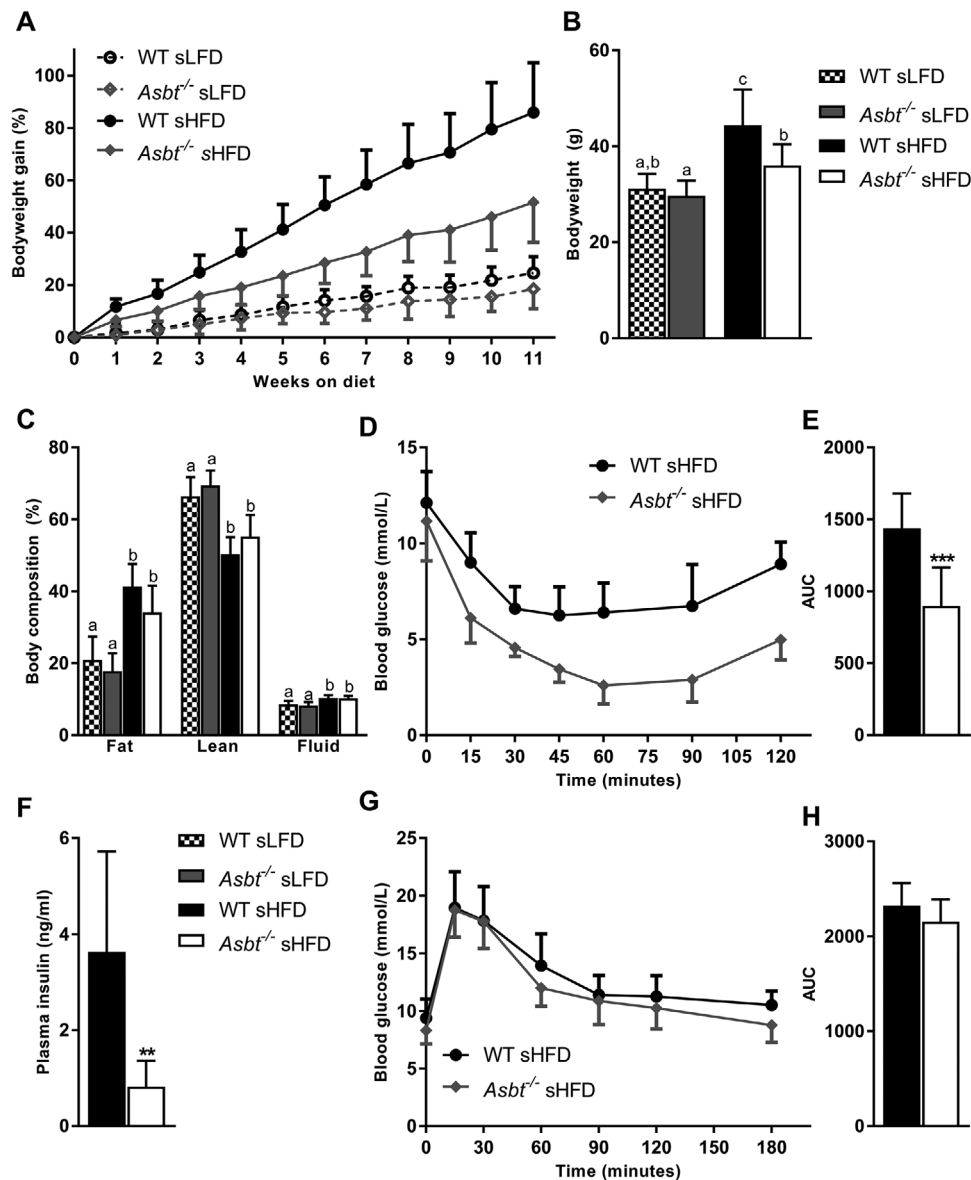 A
WT sLFD
Asbt-/- sLFD
WT sHFD
Asbt-/- sHFD
Bodyweight gain (%)
100
80
60
40
20
0
0 1 2 3 4 5 6 7 8 9 10 11
Weeks on diet
B
Bodyweight (g)
60
40
20
0
a,b
a
c
b
WT sLFD
Asbt-/- sLFD
WT sHFD
Asbt-/- sHFD
C
Body composition (%)
80
60
40
20
0
a a b b
a a b b
a a b b
Fat Lean Fluid
D
Blood glucose (mmol/L)
15
10
5
0
WT sHFD
Asbt-/- sHFD
0 15 30 45 60 75 90 105 120
Time (minutes)
E
AUC
2000
1500
1000
500
0
***
F
Plasma insulin (ng/ml)
6
4
2
0
**
WT sLFD
Asbt-/- sLFD
WT sHFD
Asbt-/- sHFD
G
Blood glucose (mmol/L)
25
20
15
10
5
0
WT sHFD
Asbt-/- sHFD
0 30 60 90 120 150 180
Time (minutes)
H
AUC
3000
2000
1000
0